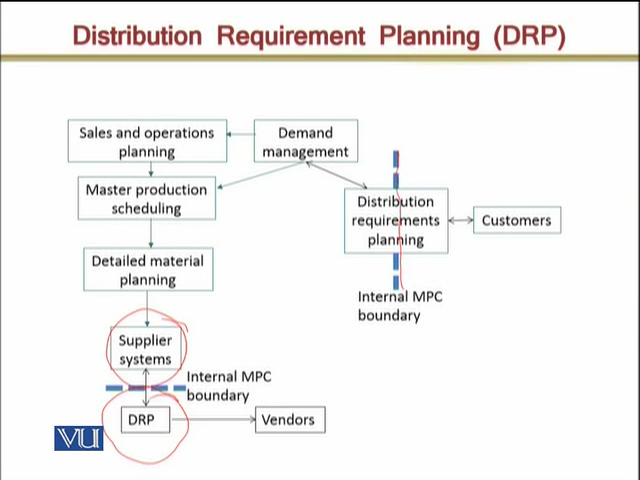 Distribution Requirement Planning (DRP)
Sales and operations
planning
Demand
management
Master production
scheduling
Distribution
requirements
planning
Customers
Detailed material
planning
Internal MPC
boundary
Supplier
systems
Internal MPC
boundary
DRP
Vendors
VU